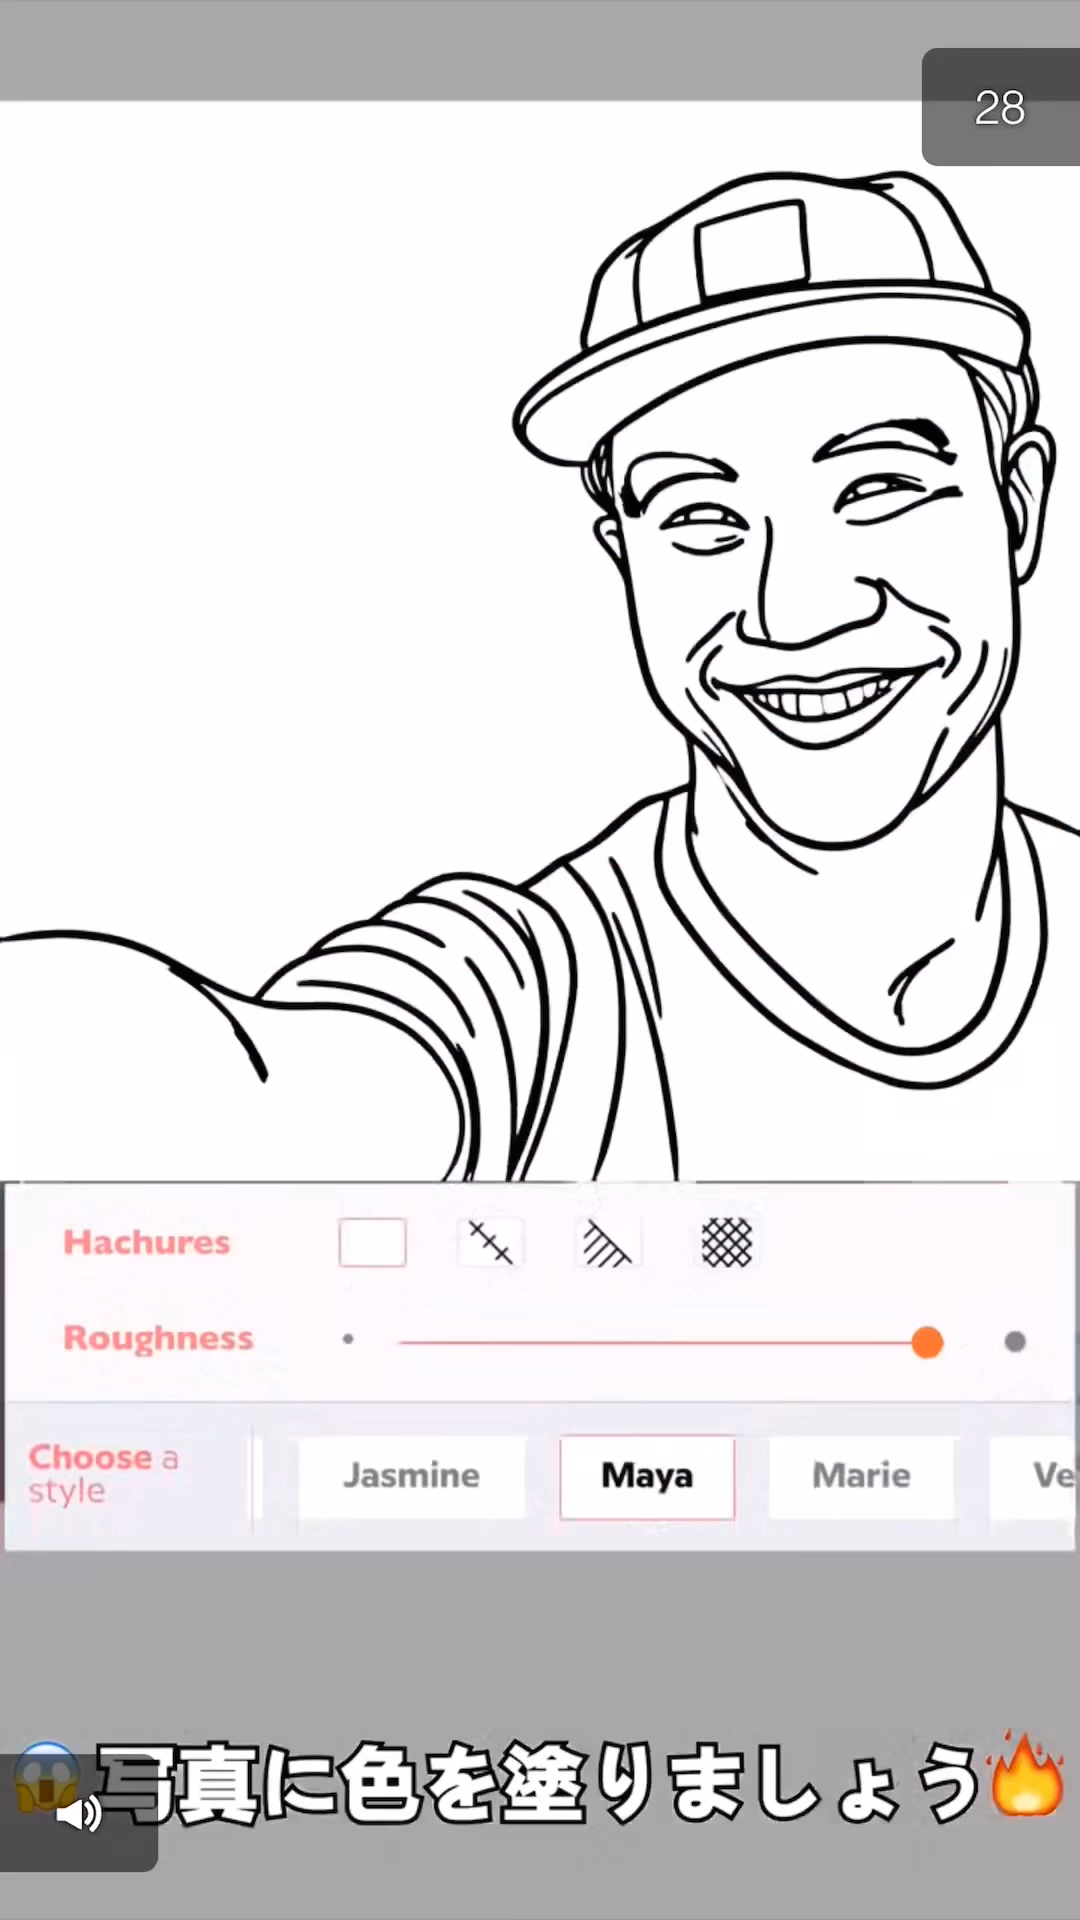 28
Hachures
Roughness
Choose a
style
Jasmine
Maya
Marie
Ve
😱写真に色を塗りましょう🔥